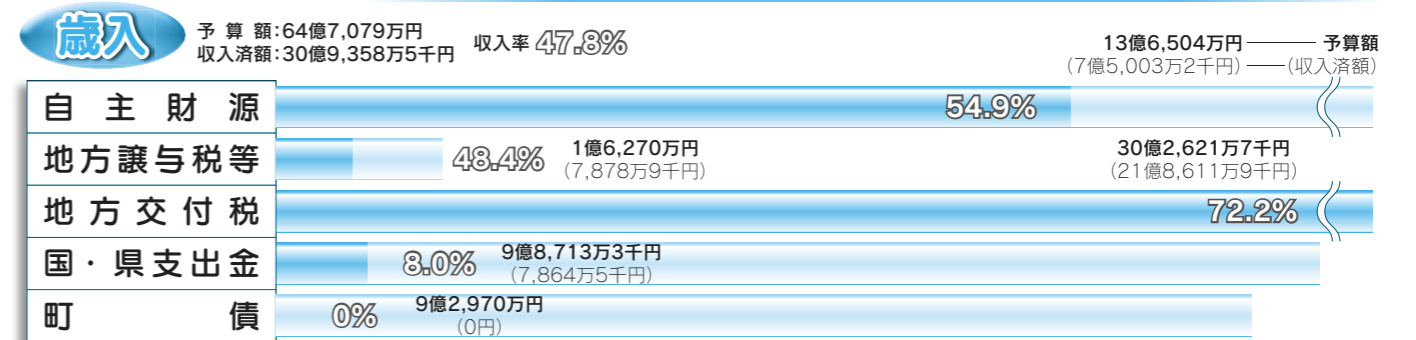 歳入
予算額:64億7,079万円
収入済額:30億9,358万5千円
収入率 47.8%
13億6,504万円 予算額
(7億5,003万2千円) (収入済額)
自主財源
54.9%
地方譲与税等
48.4%
1億6,270万円
(7,878万9千円)
30億2,621万7千円
(21億8,611万9千円)
地方交付税
72.2%
国・県支出金
8.0%
9億8,713万3千円
(7,864万5千円)
町債
0%
9億2,970万円
(0円)